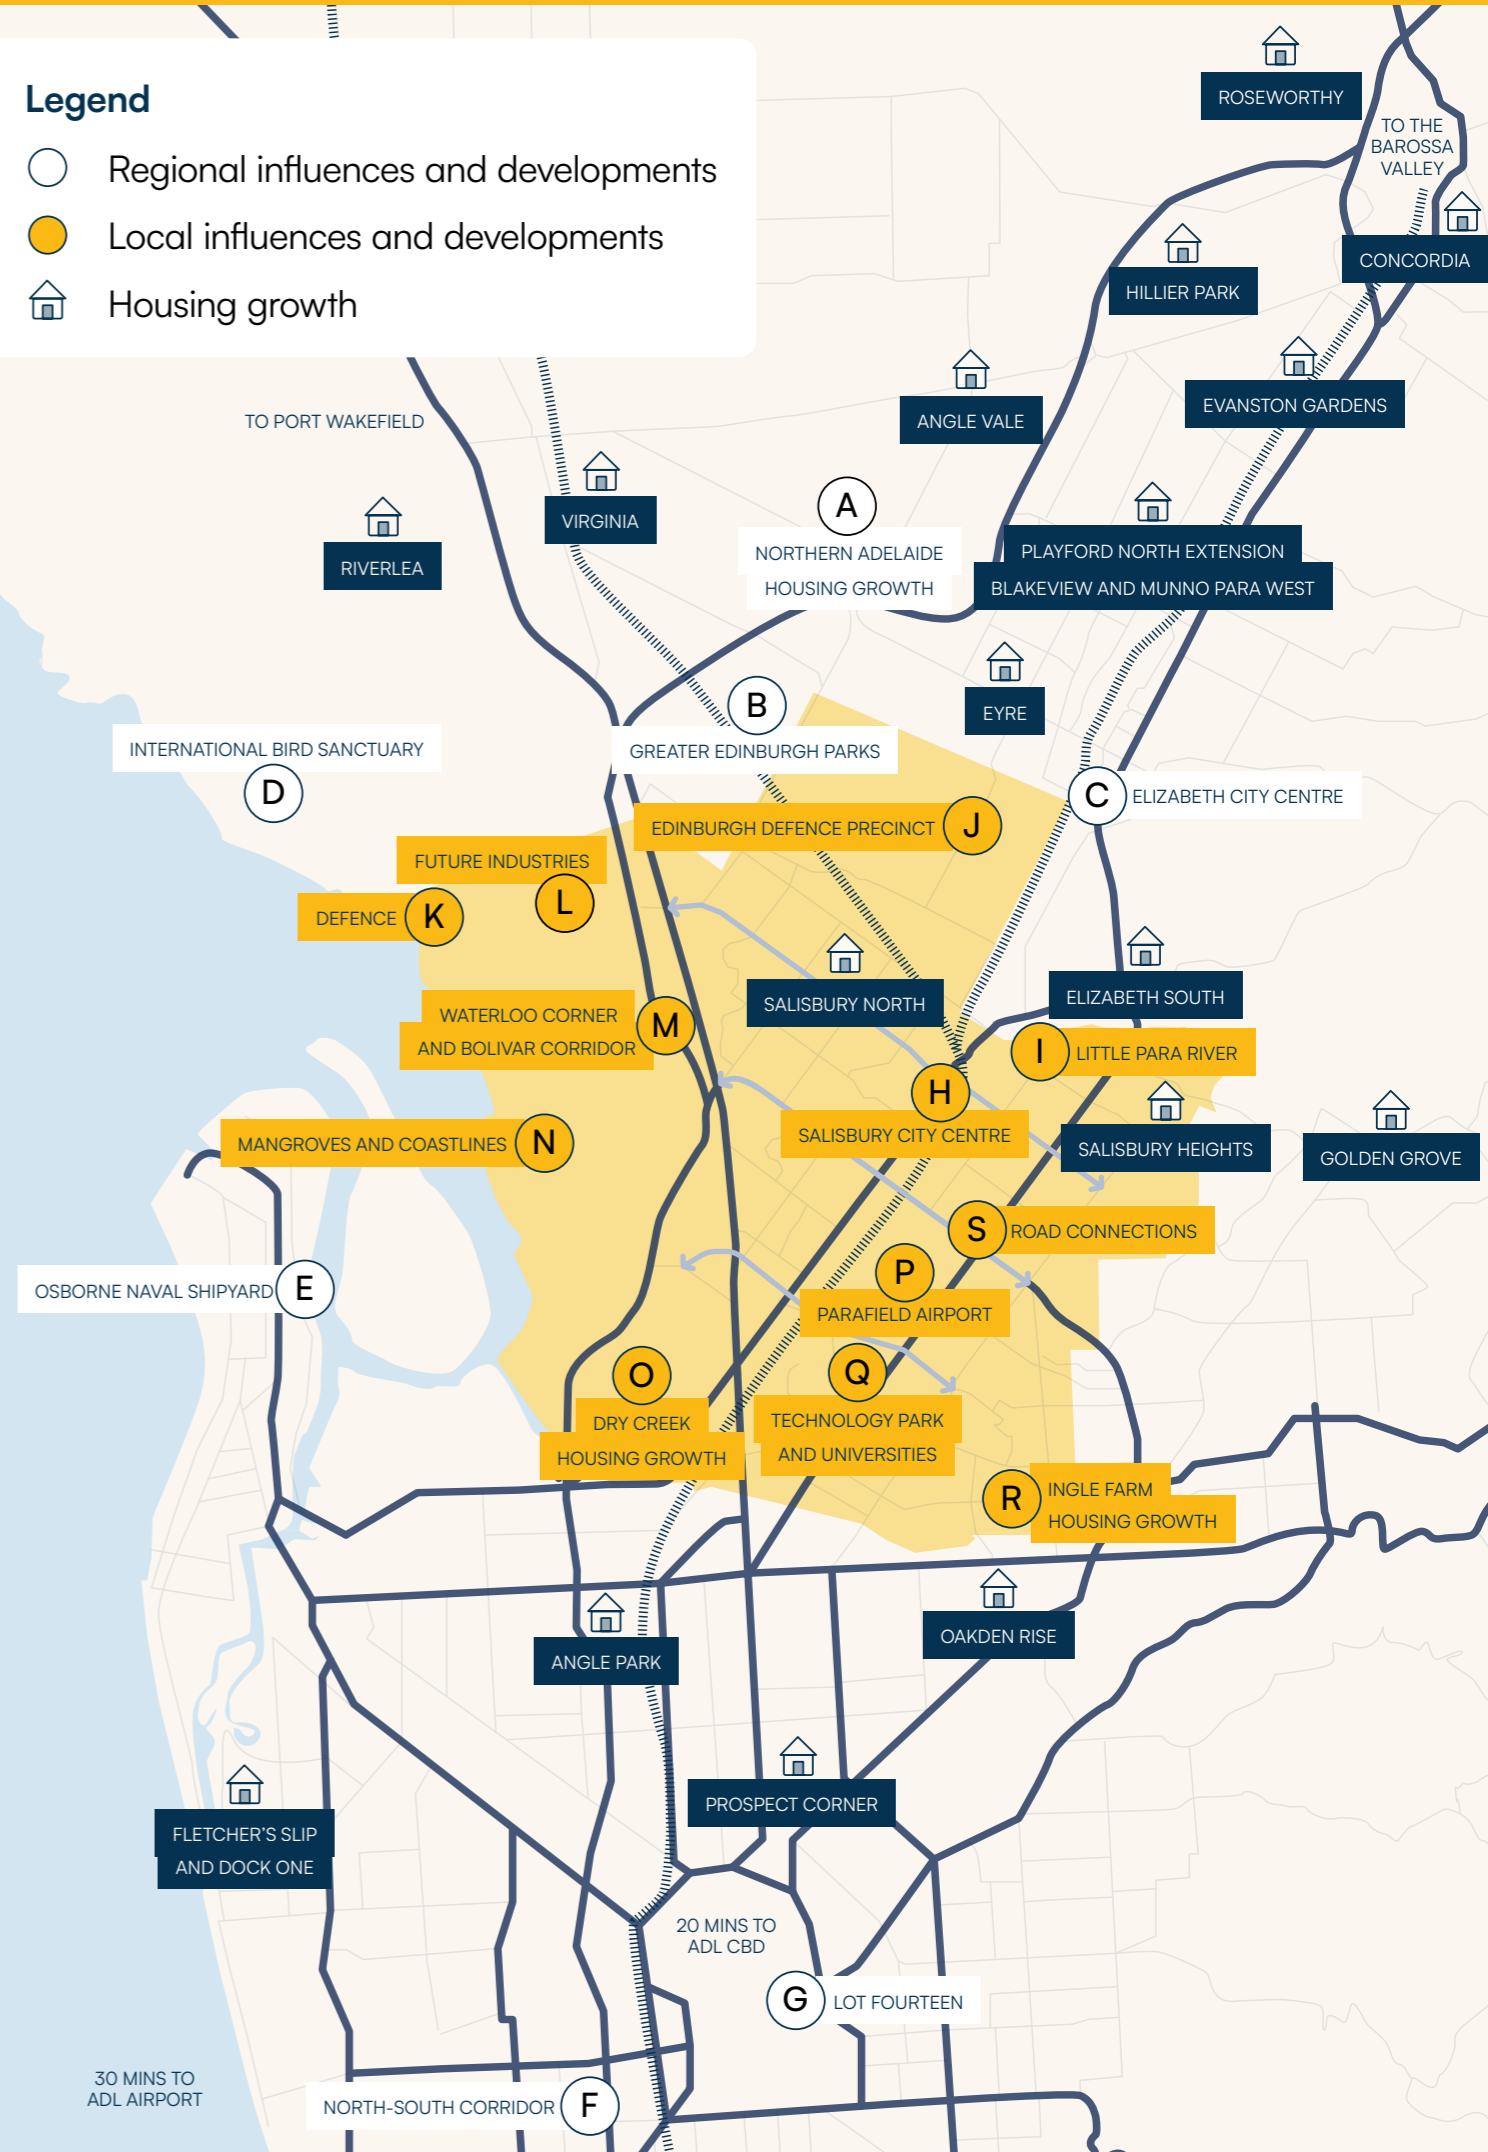 Legend
Regional influences and developments
Local influences and developments
Housing growth
ROSEWORTHY
TO THE
BAROSSA
VALLEY
CONCORDIA
HILLIER PARK
EVANSTON GARDENS
ANGLE VALE
TO PORT WAKEFIELD
VIRGINIA
RIVERLEA
A
NORTHERN ADELAIDE
HOUSING GROWTH
PLAYFORD NORTH EXTENSION
BLAKEVIEW AND MUNNO PARA WEST
EYRE
B
GREATER EDINBURGH PARKS
INTERNATIONAL BIRD SANCTUARY
D
C
ELIZABETH CITY CENTRE
EDINBURGH DEFENCE PRECINCT
J
FUTURE INDUSTRIES
L
DEFENCE
K
SALISBURY NORTH
ELIZABETH SOUTH
WATERLOO CORNER
AND BOLIVAR CORRIDOR
M
I
LITTLE PARA RIVER
H
SALISBURY CITY CENTRE
MANGROVES AND COASTLINES
N
SALISBURY HEIGHTS
GOLDEN GROVE
S
ROAD CONNECTIONS
OSBORNE NAVAL SHIPYARD
E
P
PARAFIELD AIRPORT
O
DRY CREEK
HOUSING GROWTH
Q
TECHNOLOGY PARK
AND UNIVERSITIES
R
INGLE FARM
HOUSING GROWTH
OAKDEN RISE
ANGLE PARK
PROSPECT CORNER
FLETCHER'S SLIP
AND DOCK ONE
20 MINS TO
ADL CBD
G
LOT FOURTEEN
30 MINS TO
ADL AIRPORT
NORTH-SOUTH CORRIDOR
F